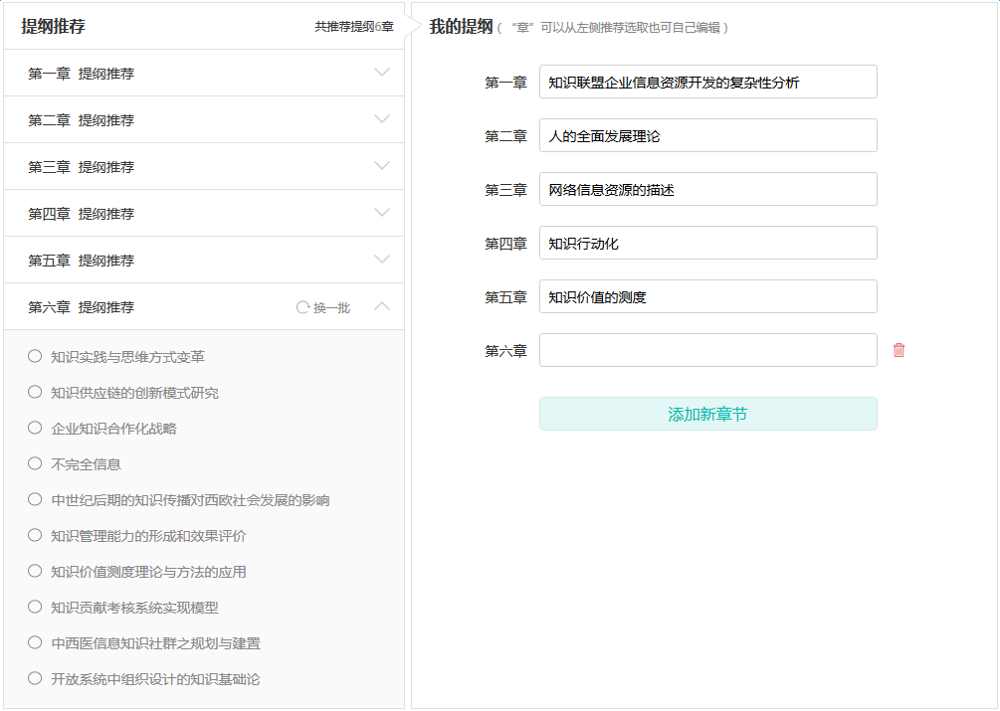 提纲推荐 共推荐提纲6章
第一章 提纲推荐
第二章 提纲推荐
第三章 提纲推荐
第四章 提纲推荐
第五章 提纲推荐
第六章 提纲推荐 换一批
知识实践与思维方式变革
知识供应链的创新模式研究
企业知识合作化战略
不完全信息
中世纪后期的知识传播对西欧社会发展的影响
知识管理能力的形成和效果评价
知识价值测度理论与方法的应用
知识贡献考核系统实现模型
中西医信息知识社群之规划与建置
开放系统中组织设计的知识基础论
我的提纲（“章”可以从左侧推荐选取也可自己编辑）
第一章 知识联盟企业信息资源开发的复杂性分析
第二章 人的全面发展理论
第三章 网络信息资源的描述
第四章 知识行动化
第五章 知识价值的测度
第六章
添加新章节